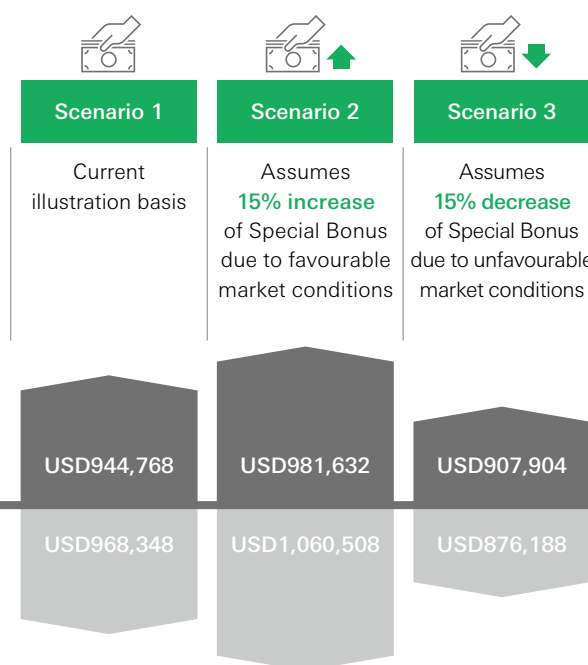 Scenario 1
Scenario 2
Scenario 3
Current
illustration basis
Assumes
15% increase
of Special Bonus
due to favourable
market conditions
Assumes
15% decrease
of Special Bonus
due to unfavourable
market conditions
USD944,768
USD981,632
USD907,904
USD968,348
USD1,060,508
USD876,188